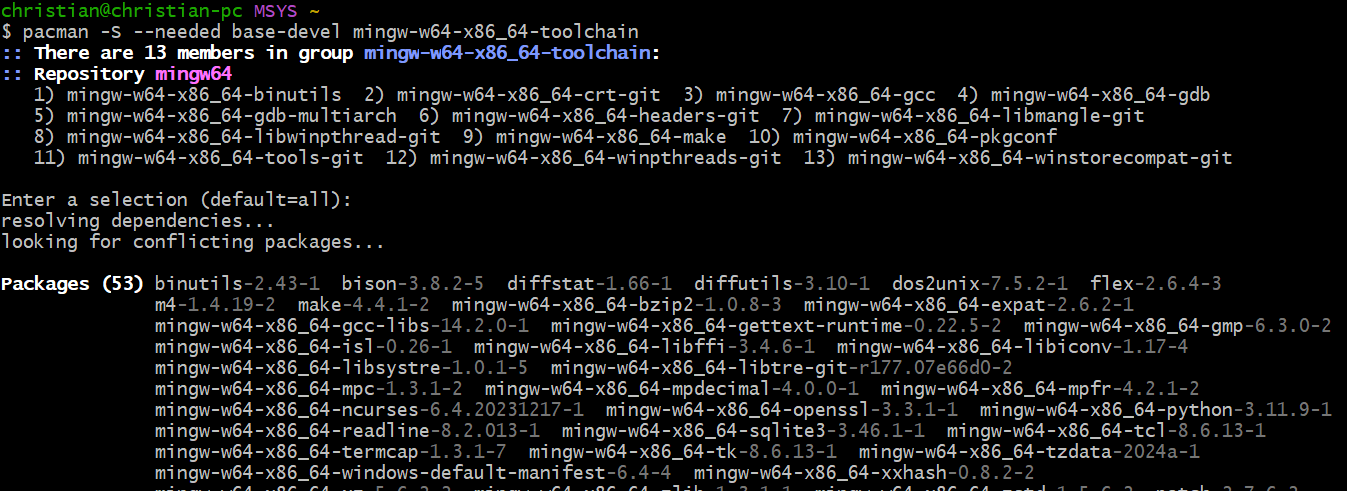 christian@christian-pc MSYS ~
$ pacman -S --needed base-devel mingw-w64-x86_64-toolchain
:: There are 13 members in group mingw-w64-x86_64-toolchain:
:: Repository mingw64
1) mingw-w64-x86_64-binutils 2) mingw-w64-x86_64-crt-git 3) mingw-w64-x86_64-gcc 4) mingw-w64-x86_64-gdb
5) mingw-w64-x86_64-gdb-multiarch 6) mingw-w64-x86_64-headers-git 7) mingw-w64-x86_64-libmangle-git
8) mingw-w64-x86_64-libwinpthread-git 9) mingw-w64-x86_64-make 10) mingw-w64-x86_64-pkgconf
11) mingw-w64-x86_64-tools-git 12) mingw-w64-x86_64-winpthreads-git 13) mingw-w64-x86_64-winstorecompat-git
Enter a selection (default=all):
resolving dependencies...
looking for conflicting packages...
Packages (53) binutils-2.43-1 bison-3.8.2-5 diffstat-1.66-1 diffutils-3.10-1 dos2unix-7.5.2-1 flex-2.6.4-3
m4-1.4.19-2 make-4.4.1-2 mingw-w64-x86_64-bzip2-1.0.8-3 mingw-w64-x86_64-expat-2.6.2-1
mingw-w64-x86_64-gcc-libs-14.2.0-1 mingw-w64-x86_64-gettext-runtime-0.22.5-2 mingw-w64-x86_64-gmp-6.3.0-2
mingw-w64-x86_64-isl-0.26-1 mingw-w64-x86_64-libffi-3.4.6-1 mingw-w64-x86_64-libiconv-1.17-4
mingw-w64-x86_64-libsystre-1.0.1-5 mingw-w64-x86_64-libtre-git-r177.07e66d0-2
mingw-w64-x86_64-mpc-1.3.1-2 mingw-w64-x86_64-mpdecimal-4.0.0-1 mingw-w64-x86_64-mpfr-4.2.1-2
mingw-w64-x86_64-ncurses-6.4.20231217-1 mingw-w64-x86_64-openssl-3.3.1-1 mingw-w64-x86_64-python-3.11.9-1
mingw-w64-x86_64-readline-8.2.013-1 mingw-w64-x86_64-sqlite3-3.46.1-1 mingw-w64-x86_64-tcl-8.6.13-1
mingw-w64-x86_64-termcap-1.3.1-7 mingw-w64-x86_64-tk-8.6.13-1 mingw-w64-x86_64-tzdata-2024a-1
mingw-w64-x86_64-windows-default-manifest-6.4-4 mingw-w64-x86_64-xxhash-0.8.2-2